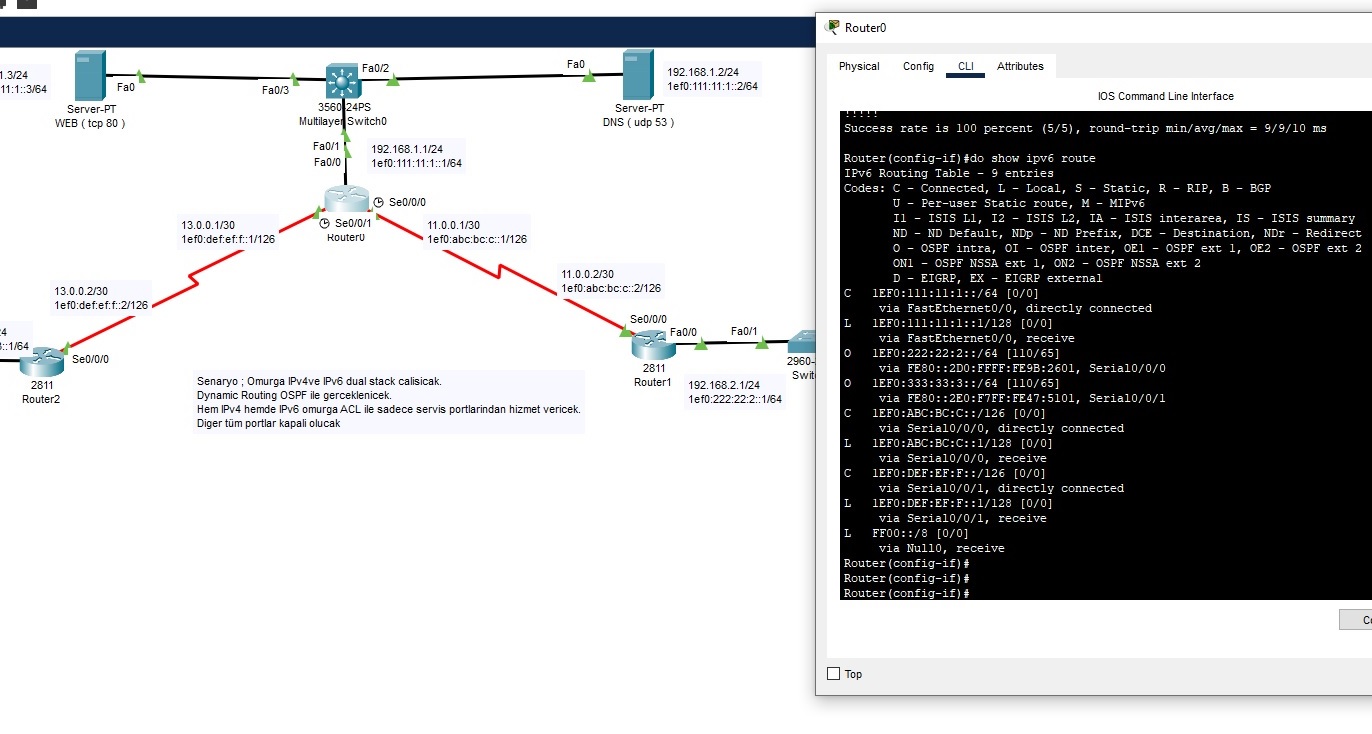 1.3/24
11:1::3/64
Fa0
Server-PT
WEB ( tcp 80 )
Fa0/3
Fa0/2
3560-24PS
Multilayer Switch0
Fa0
Server-PT
DNS ( udp 53 )
192.168.1.2/24
1ef0:111:11:1::2/64
Fa0/1
Fa0/0
192.168.1.1/24
1ef0:111:11:1::1/64
Se0/0/0
Se0/0/1
Router0
13.0.0.1/30
1ef0:def:ef:f::1/126
11.0.0.1/30
1ef0:abc:bc:c::1/126
13.0.0.2/30
1ef0:def:ef:f::2/126
11.0.0.2/30
1ef0:abc:bc:c::2/126
24
3::1/64
Se0/0/0
2811
Router2
Se0/0/0
Fa0/0
Fa0/1
2811
Router1
2960-
Swit
192.168.2.1/24
1ef0:222:22:2::1/64
Senaryo ; Omurga IPv4ve IPv6 dual stack calisicak.
Dynamic Routing OSPF ile gerceklenicek.
Hem IPv4 hemde IPv6 omurga ACL ile sadece servis portlarindan hizmet vericek.
Diger tüm portlar kapali olucak
Router0
Physical Config CLI Attributes
IOS Command Line Interface
!!!!!
Success rate is 100 percent (5/5), round-trip min/avg/max = 9/9/10 ms
Router(config-if)#do show ipv6 route
IPv6 Routing Table - 9 entries
Codes: C - Connected, L - Local, S - Static, R - RIP, B - BGP
U - Per-user Static route, M - MIPv6
I1 - ISIS L1, I2 - ISIS L2, IA - ISIS interarea, IS - ISIS summary
ND - ND Default, NDp - ND Prefix, DCE - Destination, NDr - Redirect
O - OSPF intra, OI - OSPF inter, OE1 - OSPF ext 1, OE2 - OSPF ext 2
ON1 - OSPF NSSA ext 1, ON2 - OSPF NSSA ext 2
D - EIGRP, EX - EIGRP external
C 1EF0:111:11:1::/64 [0/0]
via FastEthernet0/0, directly connected
L 1EF0:111:11:1::1/128 [0/0]
via FastEthernet0/0, receive
O 1EF0:222:22:2::/64 [110/65]
via FE80::2D0:FFFF:FE9B:2601, Serial0/0/0
O 1EF0:333:33:3::/64 [110/65]
via FE80::2E0:F7FF:FE47:5101, Serial0/0/1
C 1EF0:ABC:BC:C::/126 [0/0]
via Serial0/0/0, directly connected
L 1EF0:ABC:BC:C::1/128 [0/0]
via Serial0/0/0, receive
C 1EF0:DEF:EF:F::/126 [0/0]
via Serial0/0/1, directly connected
L 1EF0:DEF:EF:F::1/128 [0/0]
via Serial0/0/1, receive
L FF00::/8 [0/0]
via Null0, receive
Router(config-if)#
Router(config-if)#
Router(config-if)#
Co
Top